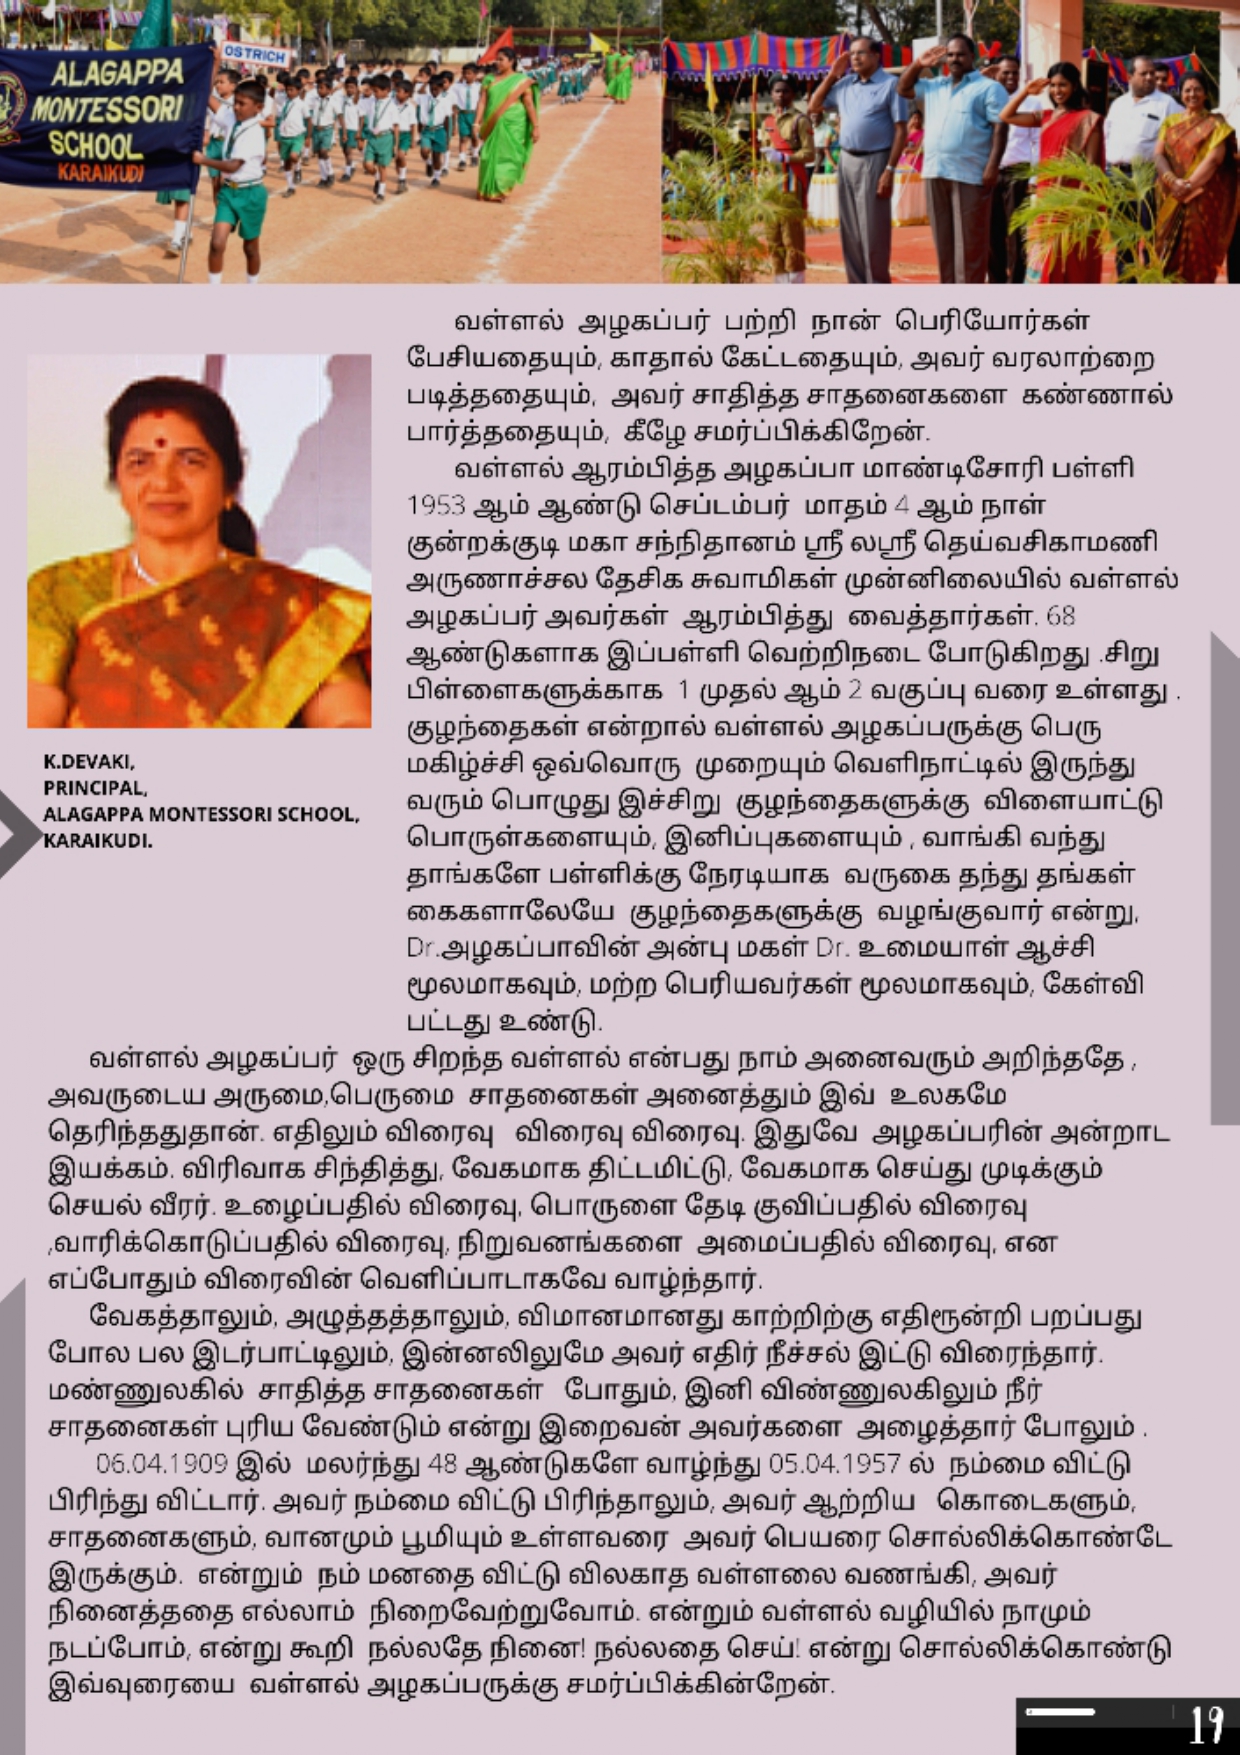 OSTRICH
ALAGAPPA
MONTESSORI
SCHOOL
KARAIKUDI
வள்ளல் அழகப்பர் பற்றி நான் பெரியோர்கள்
பேசியதையும், காதால் கேட்டதையும், அவர் வரலாற்றை
படித்ததையும், அவர் சாதித்த சாதனைகளை கண்ணால்
பார்த்ததையும், கீழே சமர்ப்பிக்கிறேன்.
வள்ளல் ஆரம்பித்த அழகப்பா மாண்டிசோரி பள்ளி
1953 ஆம் ஆண்டு செப்டம்பர் மாதம் 4 ஆம் நாள்
குன்றக்குடி மகா சந்நிதானம் ஸ்ரீ லஸ்ரீ தெய்வசிகாமணி
அருணாச்சல தேசிக சுவாமிகள் முன்னிலையில் வள்ளல்
அழகப்பர் அவர்கள் ஆரம்பித்து வைத்தார்கள். 68
ஆண்டுகளாக இப்பள்ளி வெற்றிநடை போடுகிறது .சிறு
பிள்ளைகளுக்காக 1 முதல் ஆம் 2 வகுப்பு வரை உள்ளது .
குழந்தைகள் என்றால் வள்ளல் அழகப்பருக்கு பெரு
மகிழ்ச்சி ஒவ்வொரு முறையும் வெளிநாட்டில் இருந்து
வரும் பொழுது இச்சிறு குழந்தைகளுக்கு விளையாட்டு
பொருள்களையும், இனிப்புகளையும் , வாங்கி வந்து
தாங்களே பள்ளிக்கு நேரடியாக வருகை தந்து தங்கள்
கைகளாலேயே குழந்தைகளுக்கு வழங்குவார் என்று,
Dr.அழகப்பாவின் அன்பு மகள் Dr. உமையாள் ஆச்சி
மூலமாகவும், மற்ற பெரியவர்கள் மூலமாகவும், கேள்வி
பட்டது உண்டு.
K.DEVAKI,
PRINCIPAL,
ALAGAPPA MONTESSORI SCHOOL,
KARAIKUDI.
வள்ளல் அழகப்பர் ஒரு சிறந்த வள்ளல் என்பது நாம் அனைவரும் அறிந்ததே ,
அவருடைய அருமை,பெருமை சாதனைகள் அனைத்தும் இவ் உலகமே
தெரிந்ததுதான். எதிலும் விரைவு விரைவு விரைவு. இதுவே அழகப்பரின் அன்றாட
இயக்கம். விரிவாக சிந்தித்து, வேகமாக திட்டமிட்டு, வேகமாக செய்து முடிக்கும்
செயல் வீரர். உழைப்பதில் விரைவு, பொருளை தேடி குவிப்பதில் விரைவு
,வாரிக்கொடுப்பதில் விரைவு, நிறுவனங்களை அமைப்பதில் விரைவு, என
எப்போதும் விரைவின் வெளிப்பாடாகவே வாழ்ந்தார்.
வேகத்தாலும், அழுத்தத்தாலும், விமானமானது காற்றிற்கு எதிரூன்றி பறப்பது
போல பல இடர்பாட்டிலும், இன்னலிலுமே அவர் எதிர் நீச்சல் இட்டு விரைந்தார்.
மண்ணுலகில் சாதித்த சாதனைகள் போதும், இனி விண்ணுலகிலும் நீர்
சாதனைகள் புரிய வேண்டும் என்று இறைவன் அவர்களை அழைத்தார் போலும் .
06.04.1909 இல் மலர்ந்து 48 ஆண்டுகளே வாழ்ந்து 05.04.1957 ல் நம்மை விட்டு
பிரிந்து விட்டார். அவர் நம்மை விட்டு பிரிந்தாலும், அவர் ஆற்றிய கொடைகளும்,
சாதனைகளும், வானமும் பூமியும் உள்ளவரை அவர் பெயரை சொல்லிக்கொண்டே
இருக்கும். என்றும் நம் மனதை விட்டு விலகாத வள்ளலை வணங்கி, அவர்
நினைத்ததை எல்லாம் நிறைவேற்றுவோம். என்றும் வள்ளல் வழியில் நாமும்
நடப்போம், என்று கூறி நல்லதே நினை! நல்லதை செய்! என்று சொல்லிக்கொண்டு
இவ்வுரையை வள்ளல் அழகப்பருக்கு சமர்ப்பிக்கின்றேன்.